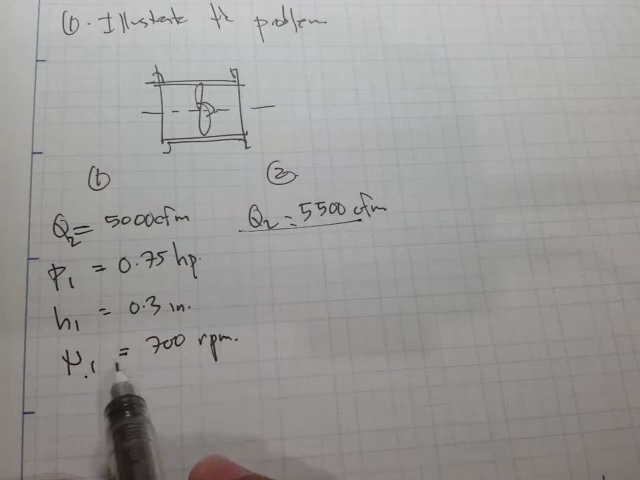 ①. Illustrate the problem
① ②
Q₂ = 5000 cfm Q₂ = 5500 cfm
P₁ = 0.75 hp.
h₁ = 0.3 in.
N₁ = 700 rpm.